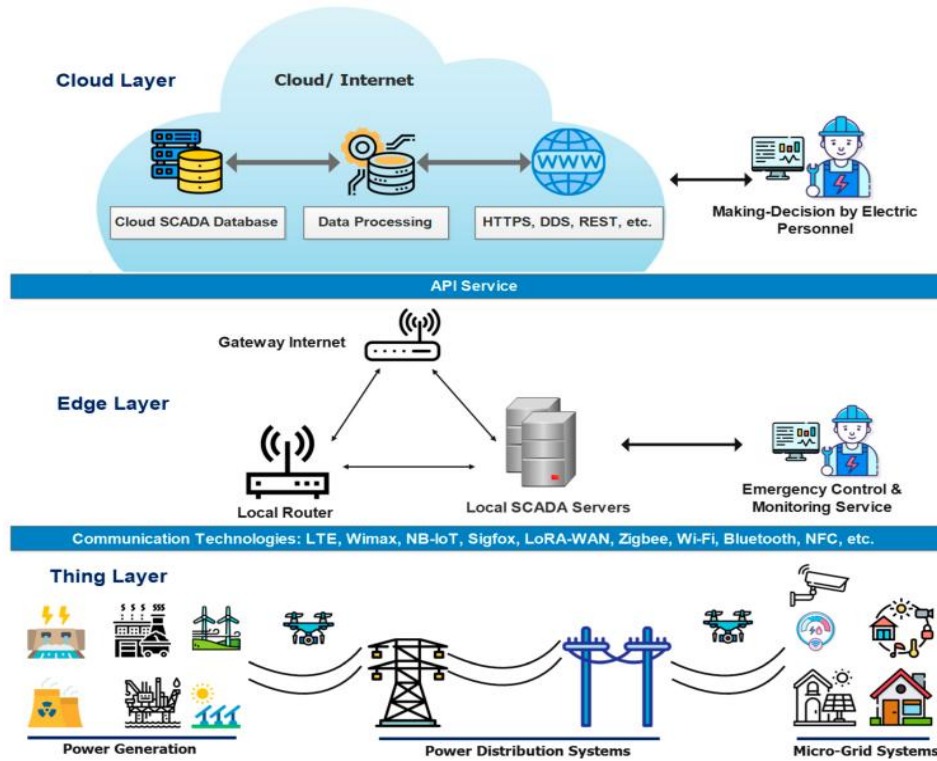 Cloud Layer
Cloud/ Internet
WWW
Cloud SCADA Database
Data Processing
HTTPS, DDS, REST, etc.
Making-Decision by Electric
Personnel
API Service
Gateway Internet
Edge Layer
Local Router
Local SCADA Servers
Emergency Control &
Monitoring Service
Communication Technologies: LTE, Wimax, NB-IoT, Sigfox, LoRA-WAN, Zigbee, Wi-Fi, Bluetooth, NFC, etc.
Thing Layer
Power Generation
Power Distribution Systems
Micro-Grid Systems